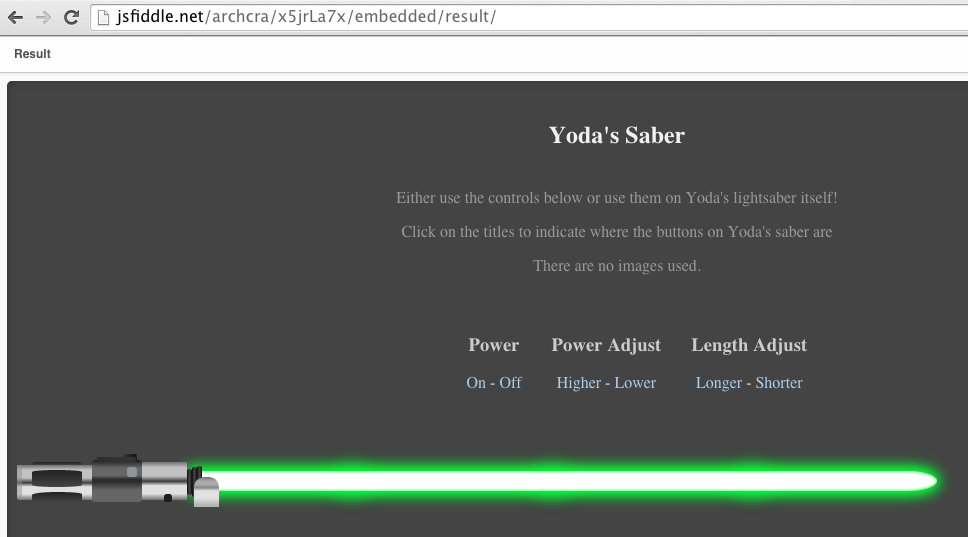 jsfiddle.net/archcra/x5jrLa7x/embedded/result/
Result
Yoda's Saber
Either use the controls below or use them on Yoda's lightsaber itself!
Click on the titles to indicate where the buttons on Yoda's saber are
There are no images used.
Power Power Adjust Length Adjust
On - Off Higher - Lower Longer - Shorter